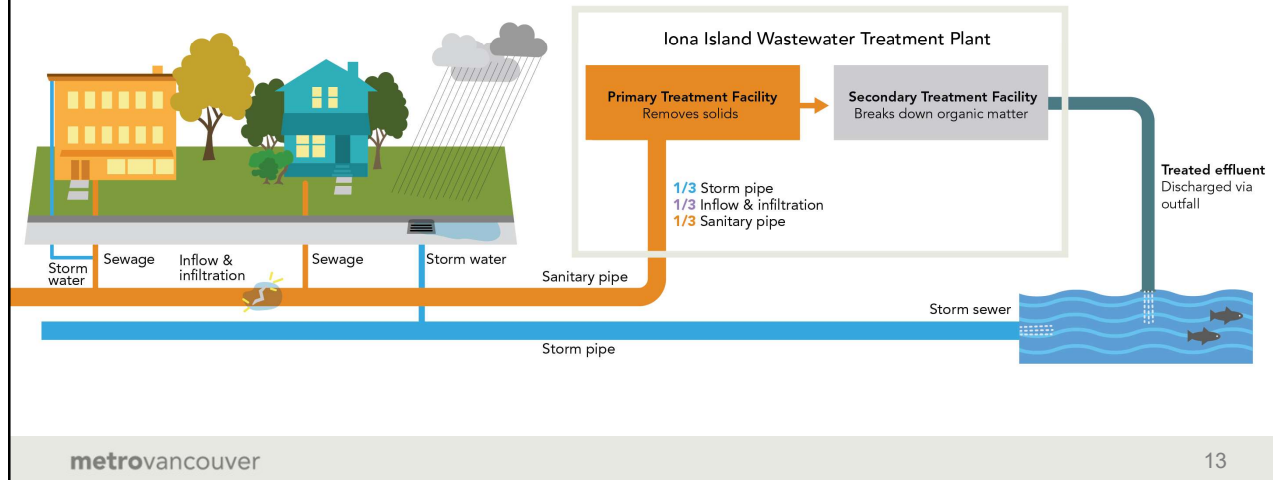 Iona Island Wastewater Treatment Plant
Primary Treatment Facility
Removes solids
Secondary Treatment Facility
Breaks down organic matter
1/3 Storm pipe
1/3 Inflow & infiltration
1/3 Sanitary pipe
Treated effluent
Discharged via
outfall
Storm
water
Sewage
Inflow &
infiltration
Sewage
Storm water
Sanitary pipe
Storm sewer
Storm pipe
metrovancouver
13